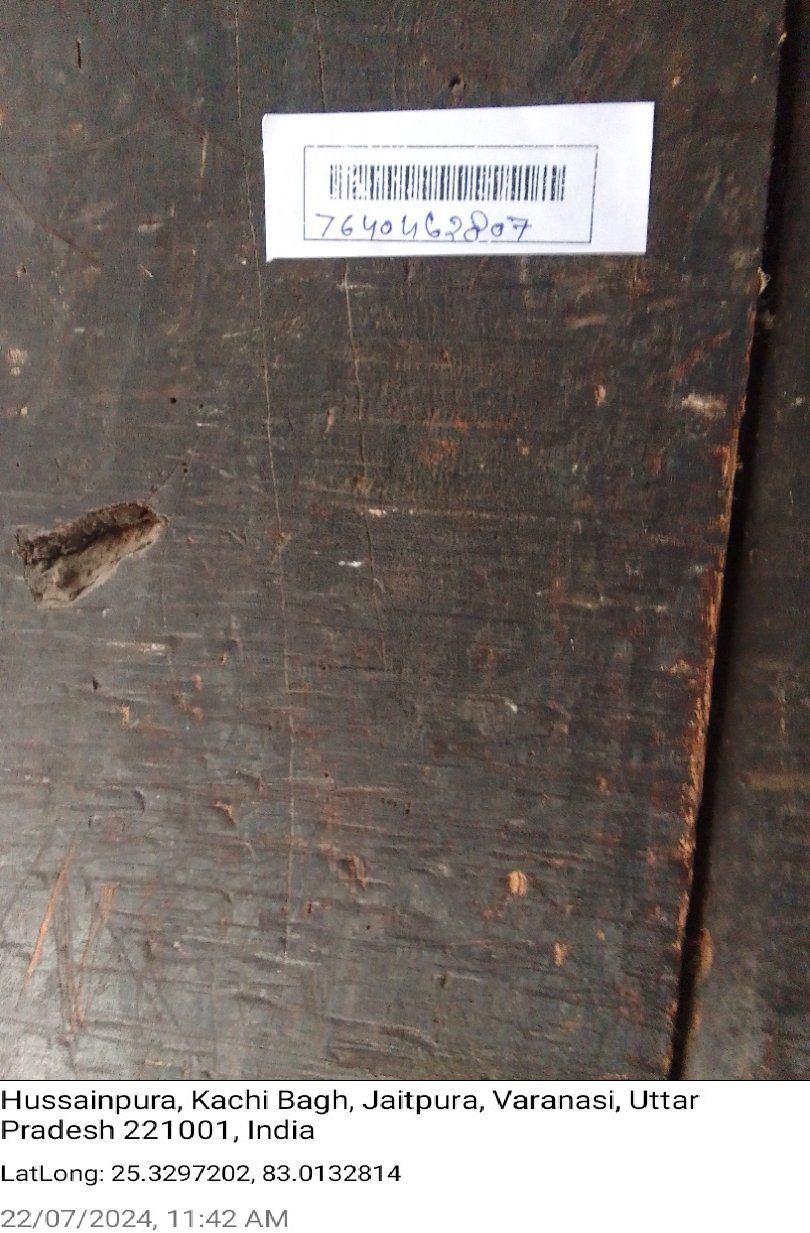 7640462807
Hussainpura, Kachi Bagh, Jaitpura, Varanasi, Uttar
Pradesh 221001, India
LatLong: 25.3297202, 83.0132814
22/07/2024, 11:42 AM